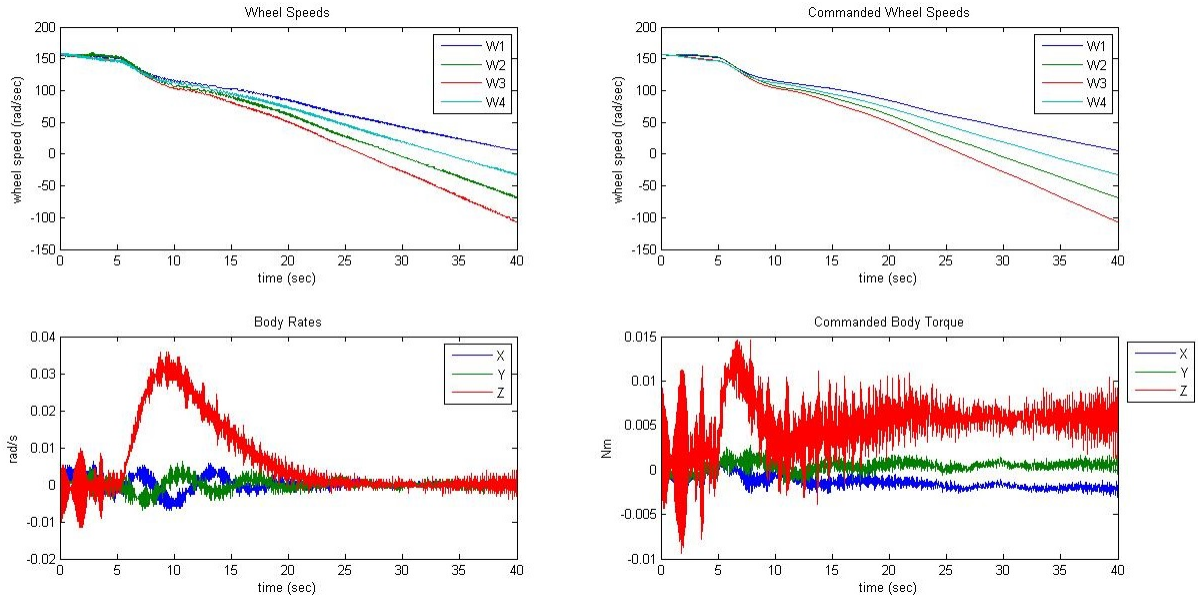 Wheel Speeds
wheel speed (rad/sec)
200
150
100
50
0
-50
-100
-150
W1
W2
W3
W4
0 5 10 15 20 25 30 35 40
time (sec)
Commanded Wheel Speeds
wheel speed (rad/sec)
200
150
100
50
0
-50
-100
-150
W1
W2
W3
W4
0 5 10 15 20 25 30 35 40
time (sec)
Body Rates
rad/s
0.04
0.03
0.02
0.01
0
-0.01
-0.02
X
Y
Z
0 5 10 15 20 25 30 35 40
time (sec)
Commanded Body Torque
Nm
0.015
0.01
0.005
0
-0.005
-0.01
X
Y
Z
0 5 10 15 20 25 30 35 40
time (sec)